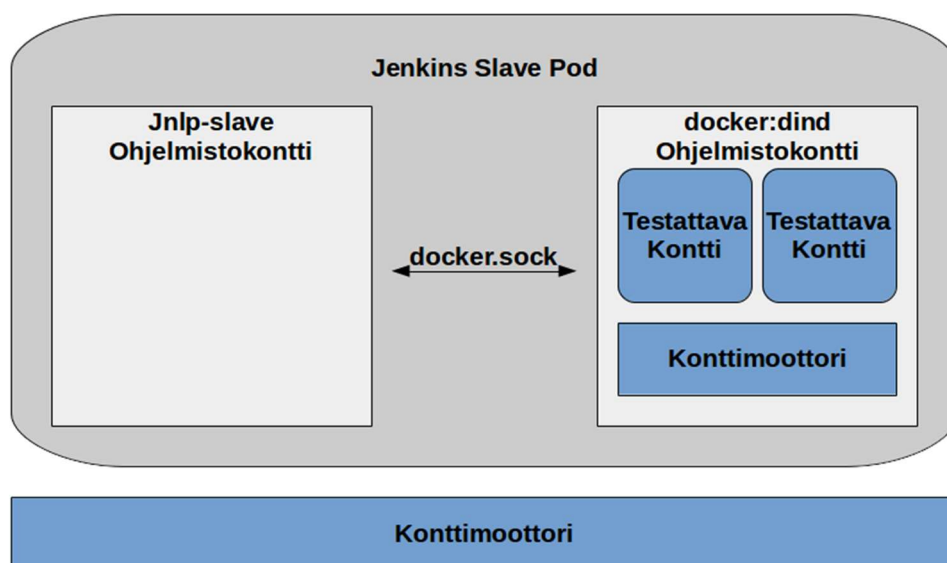 Jenkins Slave Pod
Jnlp-slave
Ohjelmistokontti
docker.sock
docker:dind
Ohjelmistokontti
Testattava
Kontti
Testattava
Kontti
Konttimoottori
Konttimoottori